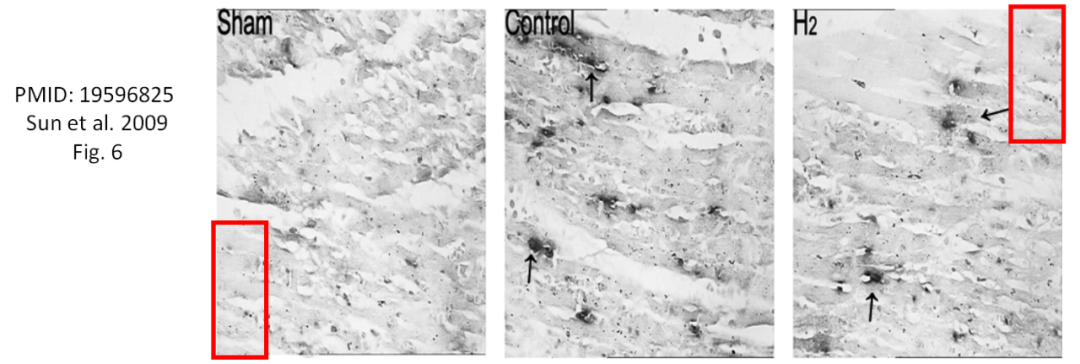 Sham
Control
H2
PMID: 19596825
Sun et al. 2009
Fig. 6